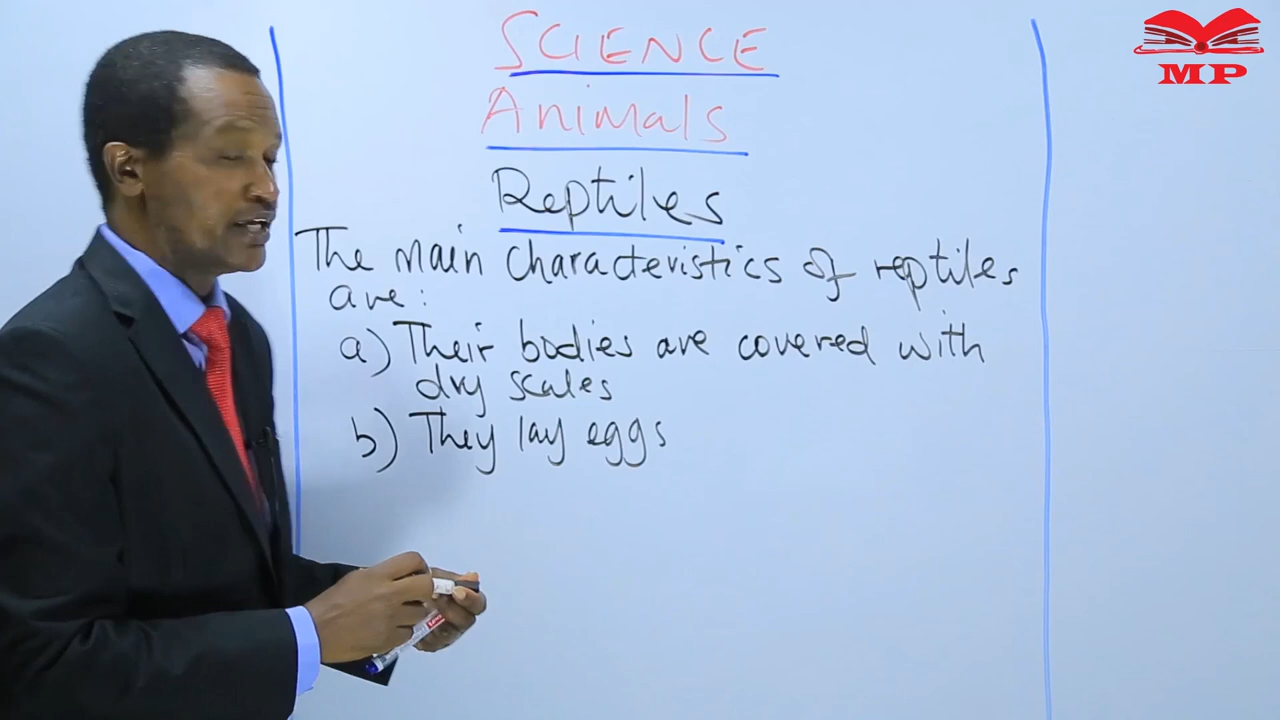 SCIENCE
Animals
Reptiles
The main characteristics of reptiles
are:
a) Their bodies are covered with
dry scales
b) They lay eggs
MP